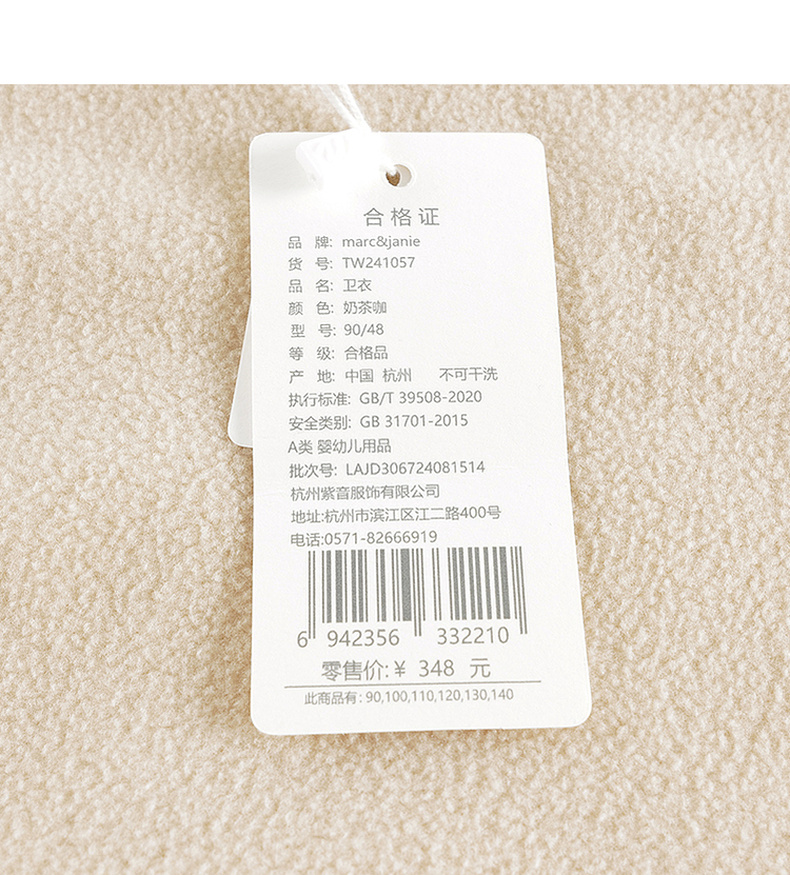 合格证
品 牌: marc&janie
货 号: TW241057
品 名: 卫衣
颜 色: 奶茶咖
型 号: 90/48
等 级: 合格品
产 地: 中国 杭州 不可干洗
执行标准: GB/T 39508-2020
安全类别: GB 31701-2015
A类 婴幼儿用品
批次号: LAJD306724081514
杭州紫音服饰有限公司
地址:杭州市滨江区江二路400号
电话:0571-82666919
6 942356 332210
零售价:¥ 348 元
此商品有: 90,100,110,120,130,140